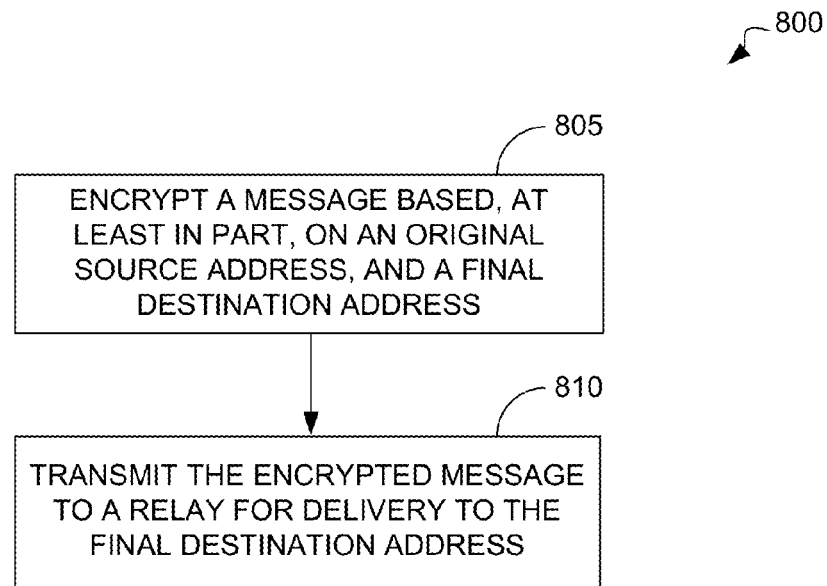 800
805
ENCRYPT A MESSAGE BASED, AT
LEAST IN PART, ON AN ORIGINAL
SOURCE ADDRESS, AND A FINAL
DESTINATION ADDRESS
810
TRANSMIT THE ENCRYPTED MESSAGE
TO A RELAY FOR DELIVERY TO THE
FINAL DESTINATION ADDRESS